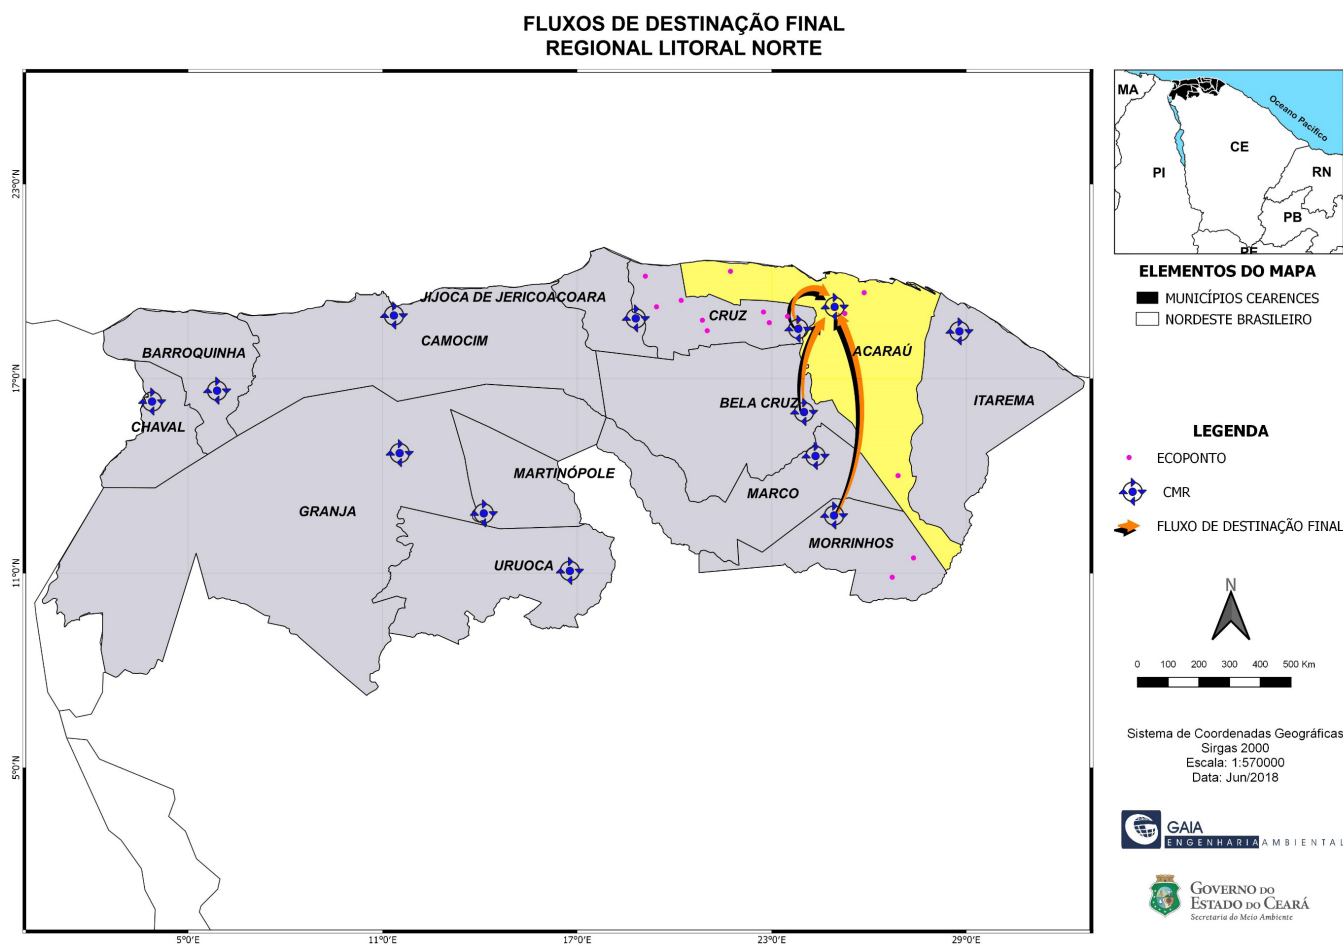 FLUXOS DE DESTINAÇÃO FINAL
REGIONAL LITORAL NORTE
23°0'N
17°0'N
11°0'N
5°0'N
5°0'E
11°0'E
17°0'E
23°0'E
29°0'E
JIJOCA DE JERICOACOARA
CRUZ
CAMOCIM
BARROQUINHA
ACARAÚ
CHAVAL
BELA CRUZ
ITAREMA
MARTINÓPOLE
MARCO
GRANJA
MORRINHOS
URUOCA
MA
Oceano Pacífico
CE
PI
RN
PB
PE
ELEMENTOS DO MAPA
MUNICÍPIOS CEARENCES
NORDESTE BRASILEIRO
LEGENDA
ECOPONTO
CMR
FLUXO DE DESTINAÇÃO FINAL
N
0 100 200 300 400 500 Km
Sistema de Coordenadas Geográficas
Sirgas 2000
Escala: 1:570000
Data: Jun/2018
GAIA
ENGENHARIA AMBIENTAL
GOVERNO DO
ESTADO DO CEARÁ
Secretaria do Meio Ambiente